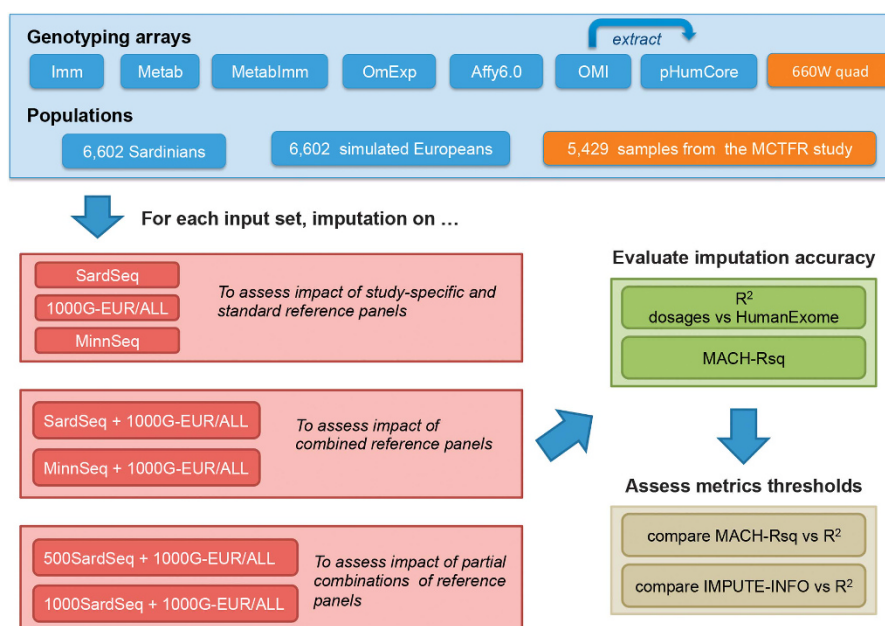 Genotyping arrays
extract
Imm
Metab
MetabImm
OmExp
Affy6.0
OMI
pHumCore
660W quad
Populations
6,602 Sardinians
6,602 simulated Europeans
5,429 samples from the MCTFR study
For each input set, imputation on ...
SardSeq
1000G-EUR/ALL
MinnSeq
To assess impact of study-specific and
standard reference panels
SardSeq + 1000G-EUR/ALL
MinnSeq + 1000G-EUR/ALL
To assess impact of
combined reference panels
500SardSeq + 1000G-EUR/ALL
1000SardSeq + 1000G-EUR/ALL
To assess impact of partial
combinations of reference
panels
Evaluate imputation accuracy
R²
dosages vs HumanExome
MACH-Rsq
Assess metrics thresholds
compare MACH-Rsq vs R²
compare IMPUTE-INFO vs R²